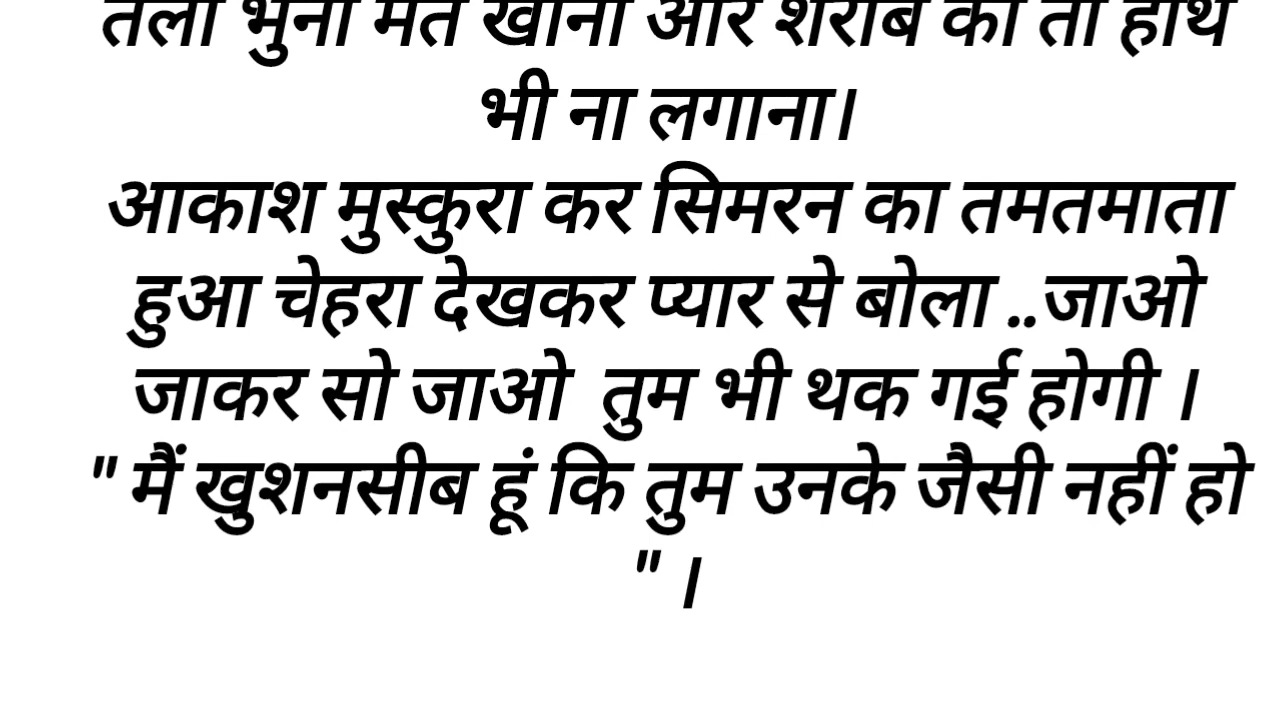 तला भुना मत खाना और शराब को तो हाथ
भी ना लगाना।
आकाश मुस्कुरा कर सिमरन का तमतमाता
हुआ चेहरा देखकर प्यार से बोला ..जाओ
जाकर सो जाओ  तुम भी थक गई होगी ।
" मैं खुशनसीब हूं कि तुम उनके जैसी नहीं हो
" ।